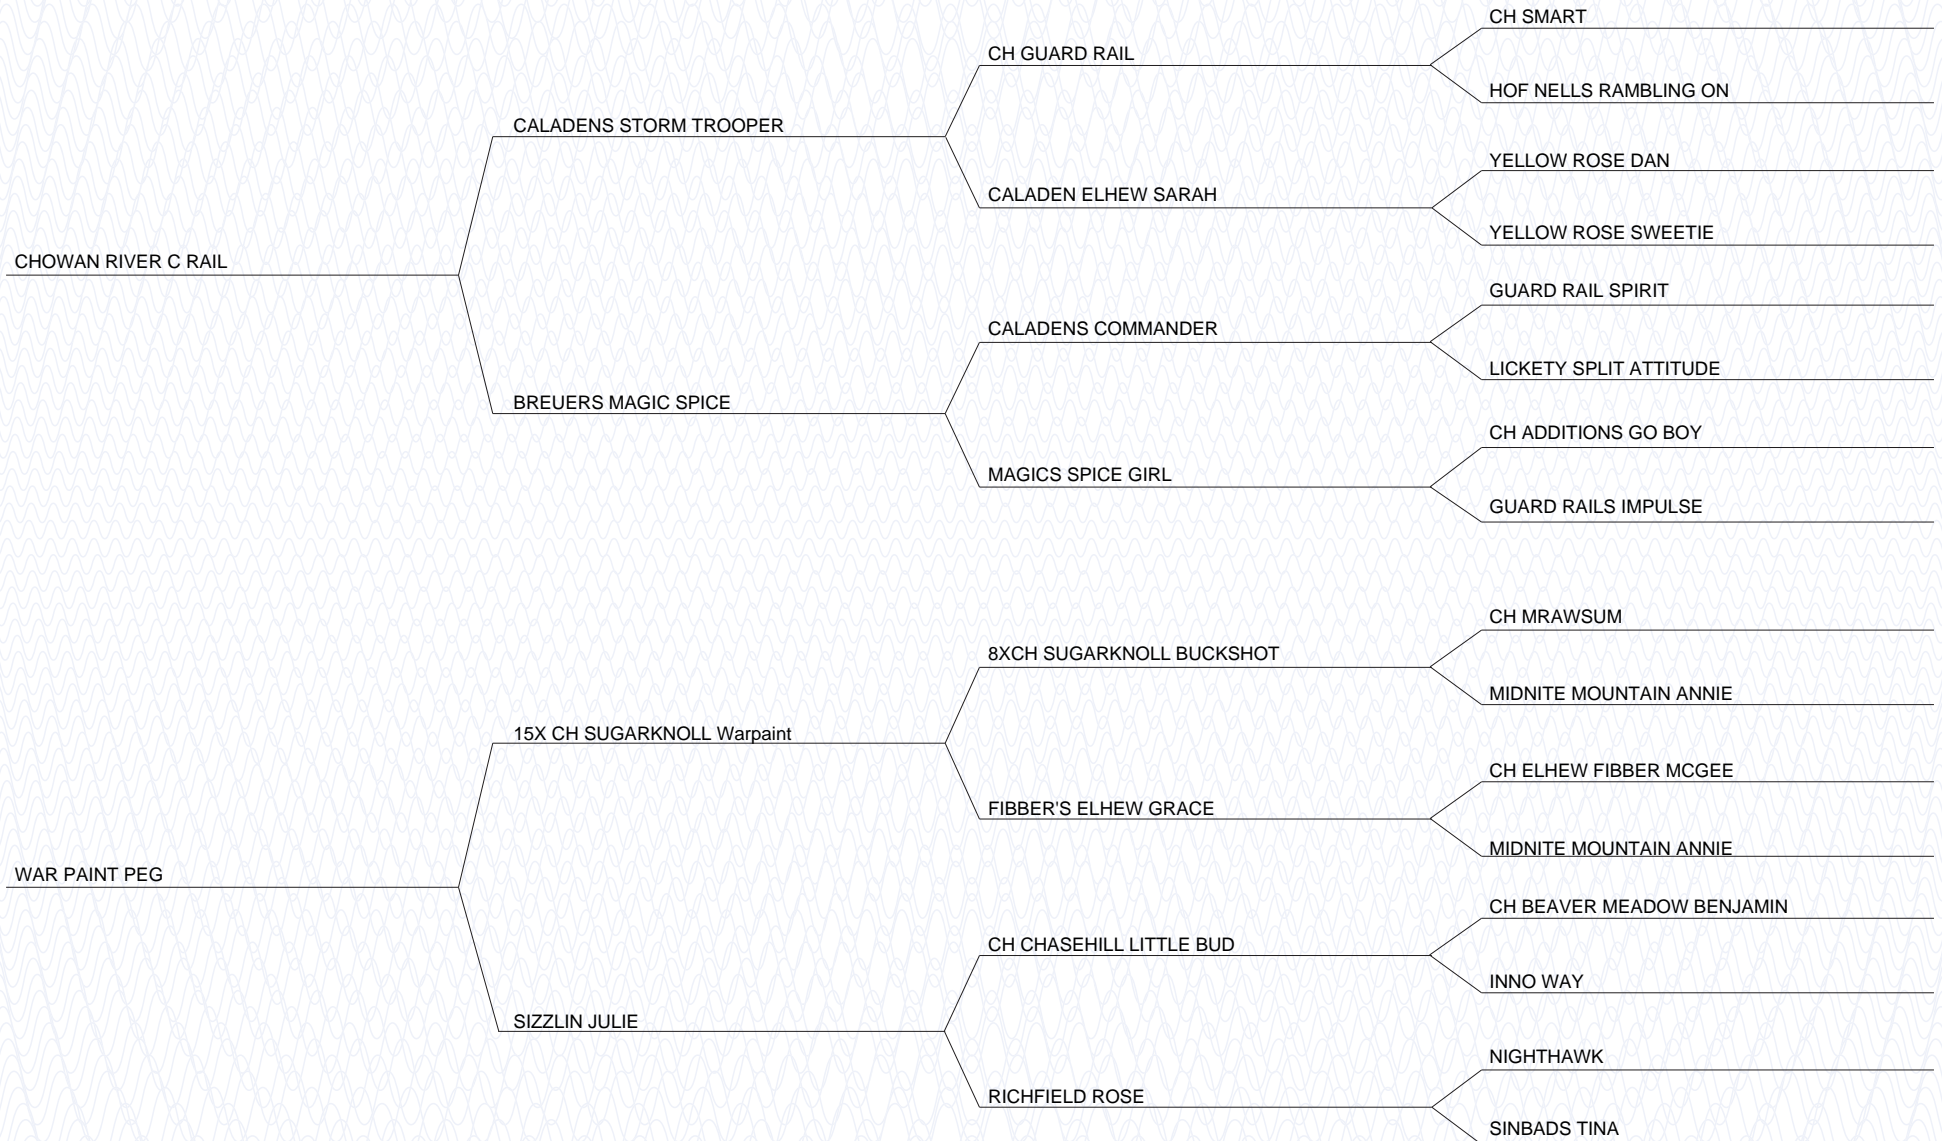 CH SMART
CH GUARD RAIL
HOF NELLS RAMBLING ON
CALADENS STORM TROOPER
YELLOW ROSE DAN
CALADEN ELHEW SARAH
YELLOW ROSE SWEETIE
CHOWAN RIVER C RAIL
GUARD RAIL SPIRIT
CALADENS COMMANDER
LICKETY SPLIT ATTITUDE
BREUERS MAGIC SPICE
CH ADDITIONS GO BOY
MAGICS SPICE GIRL
GUARD RAILS IMPULSE
CH MRAWSUM
8XCH SUGARKNOLL BUCKSHOT
MIDNITE MOUNTAIN ANNIE
15X CH SUGARKNOLL Warpaint
CH ELHEW FIBBER MCGEE
FIBBER'S ELHEW GRACE
MIDNITE MOUNTAIN ANNIE
WAR PAINT PEG
CH BEAVER MEADOW BENJAMIN
CH CHASEHILL LITTLE BUD
INNO WAY
SIZZLIN JULIE
NIGHTHAWK
RICHFIELD ROSE
SINBADS TINA